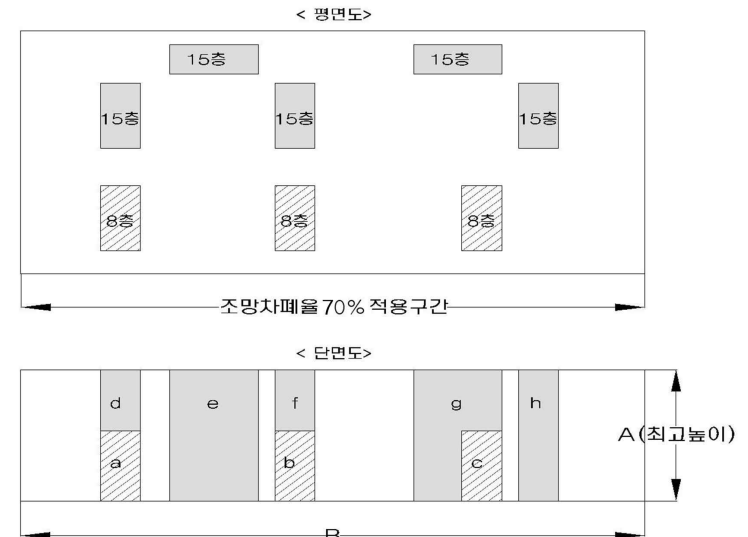 < 평면도>
15층 15층
15층 15층 15층
8층 8층 8층
조망차폐율 70% 적용구간
< 단면도>
d e f g h
A (최고높이)
a b c
B